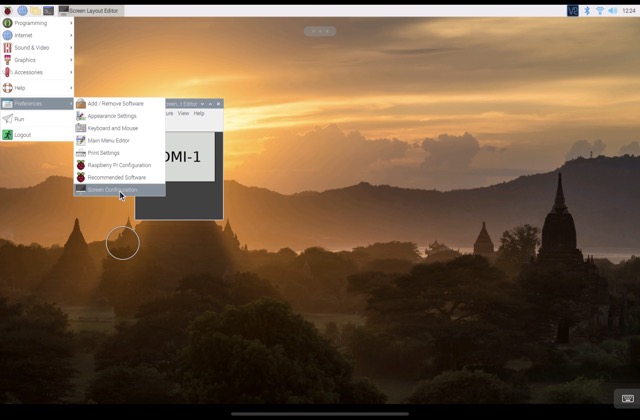 Screen Layout Editor
12:24
Programming
Internet
Sound & Video
Graphics
Accessories
Help
Preferences
Run
Logout
Add / Remove Software
Appearance Settings
Keyboard and Mouse
Main Menu Editor
Print Settings
Raspberry Pi Configuration
Recommended Software
Screen Configuration
Editor
View Help
DMI-1